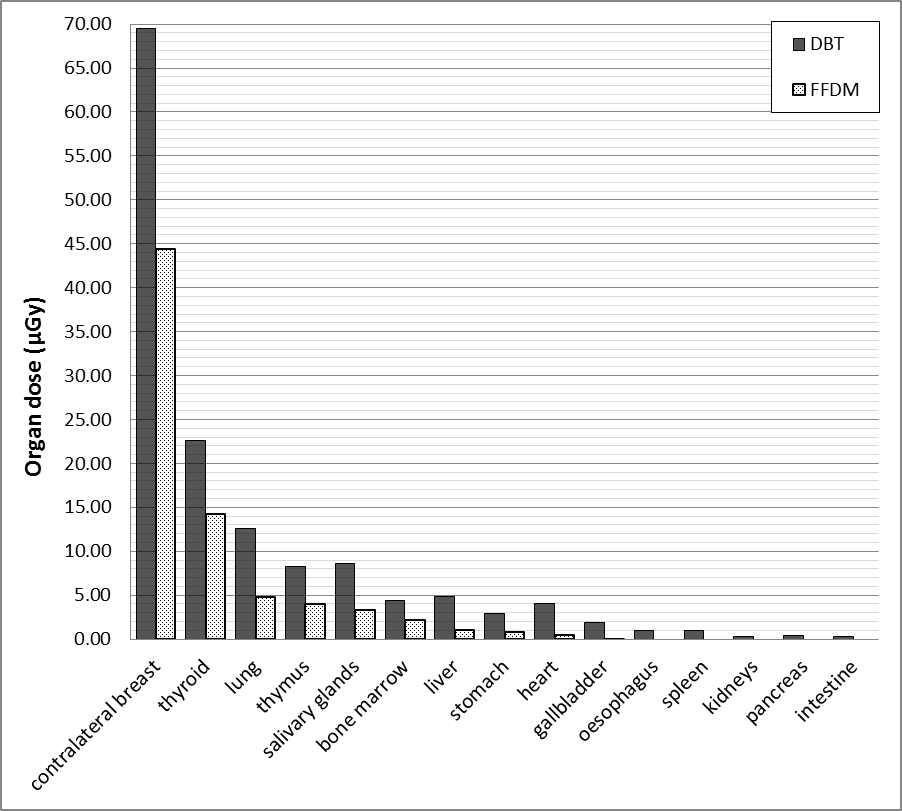 70.00
65.00
60.00
55.00
50.00
45.00
40.00
35.00
30.00
25.00
20.00
15.00
10.00
5.00
0.00
Organ dose (µGy)
DBT
FFDM
contralateral breast
thyroid
lung
thymus
salivary glands
bone marrow
liver
stomach
heart
gallbladder
oesophagus
spleen
kidneys
pancreas
intestine